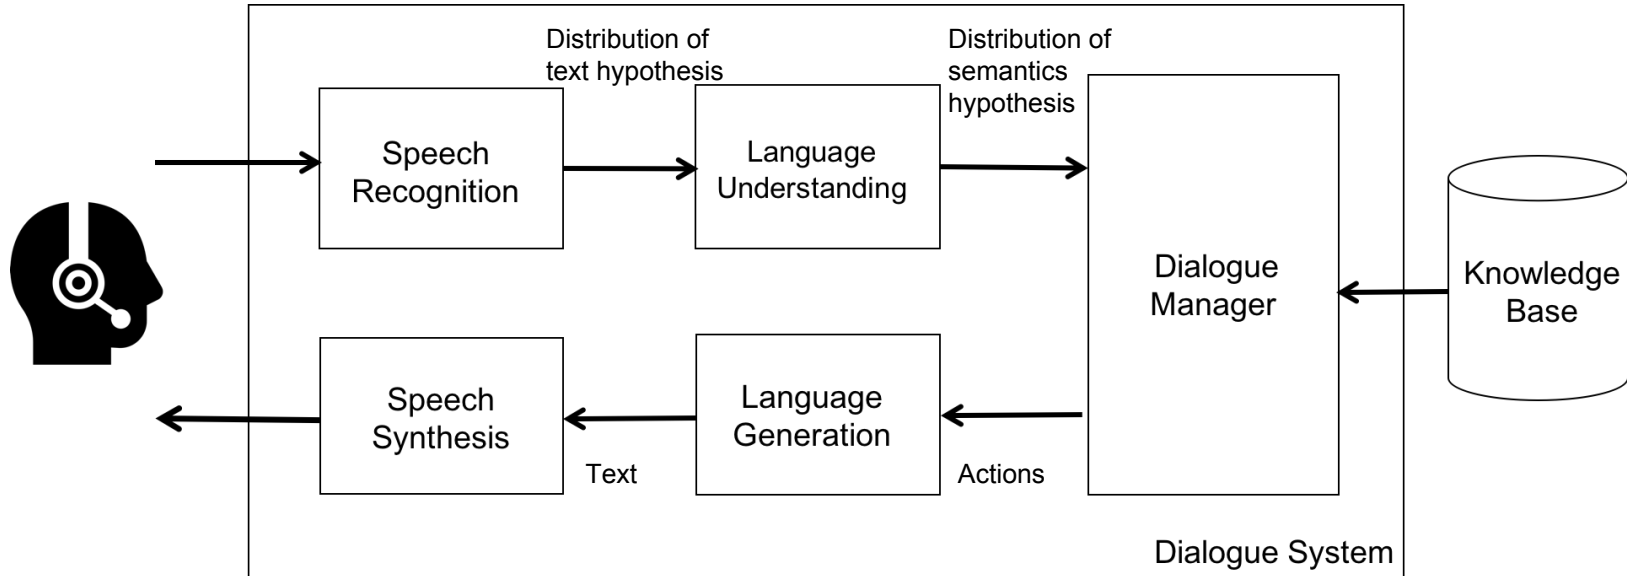 Distribution of
text hypothesis
Distribution of
semantics
hypothesis
Speech
Recognition
Language
Understanding
Dialogue
Manager
Knowledge
Base
Speech
Synthesis
Language
Generation
Text
Actions
Dialogue System